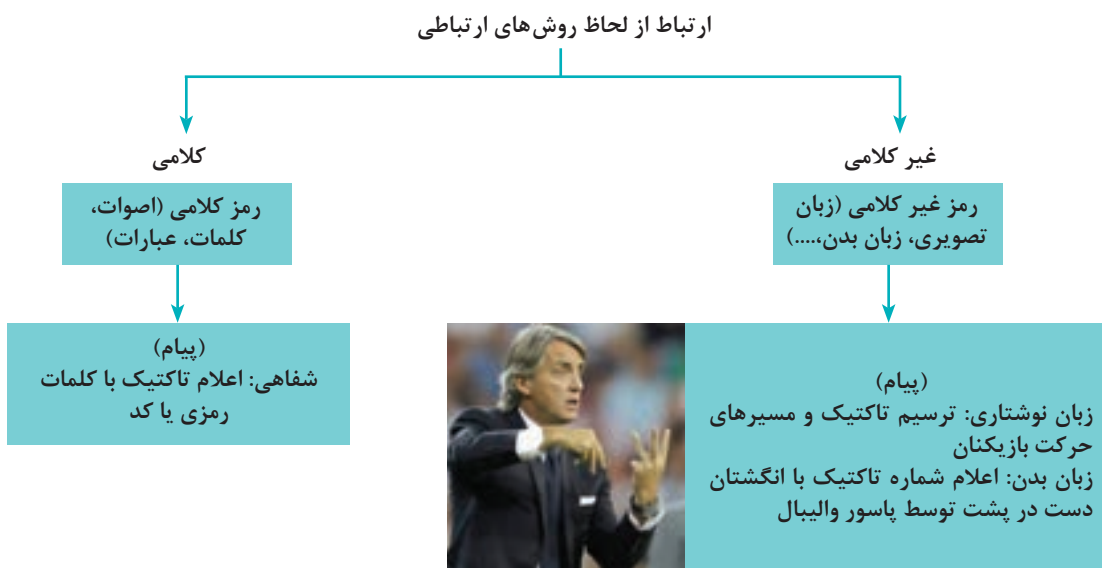 ارتباط از لحاظ روش‌های ارتباطی
غیر کلامی
رمز غیر کلامی (زبان
تصویری، زبان بدن،....)
(پیام)
زبان نوشتاری: ترسیم تاکتیک و مسیرهای
حرکت بازیکنان
زبان بدن: اعلام شماره تاکتیک با انگشتان
دست در پشت توسط پاسور والیبال
کلامی
رمز کلامی (اصوات،
کلمات، عبارات)
(پیام)
شفاهی: اعلام تاکتیک با کلمات
رمزی یا کد